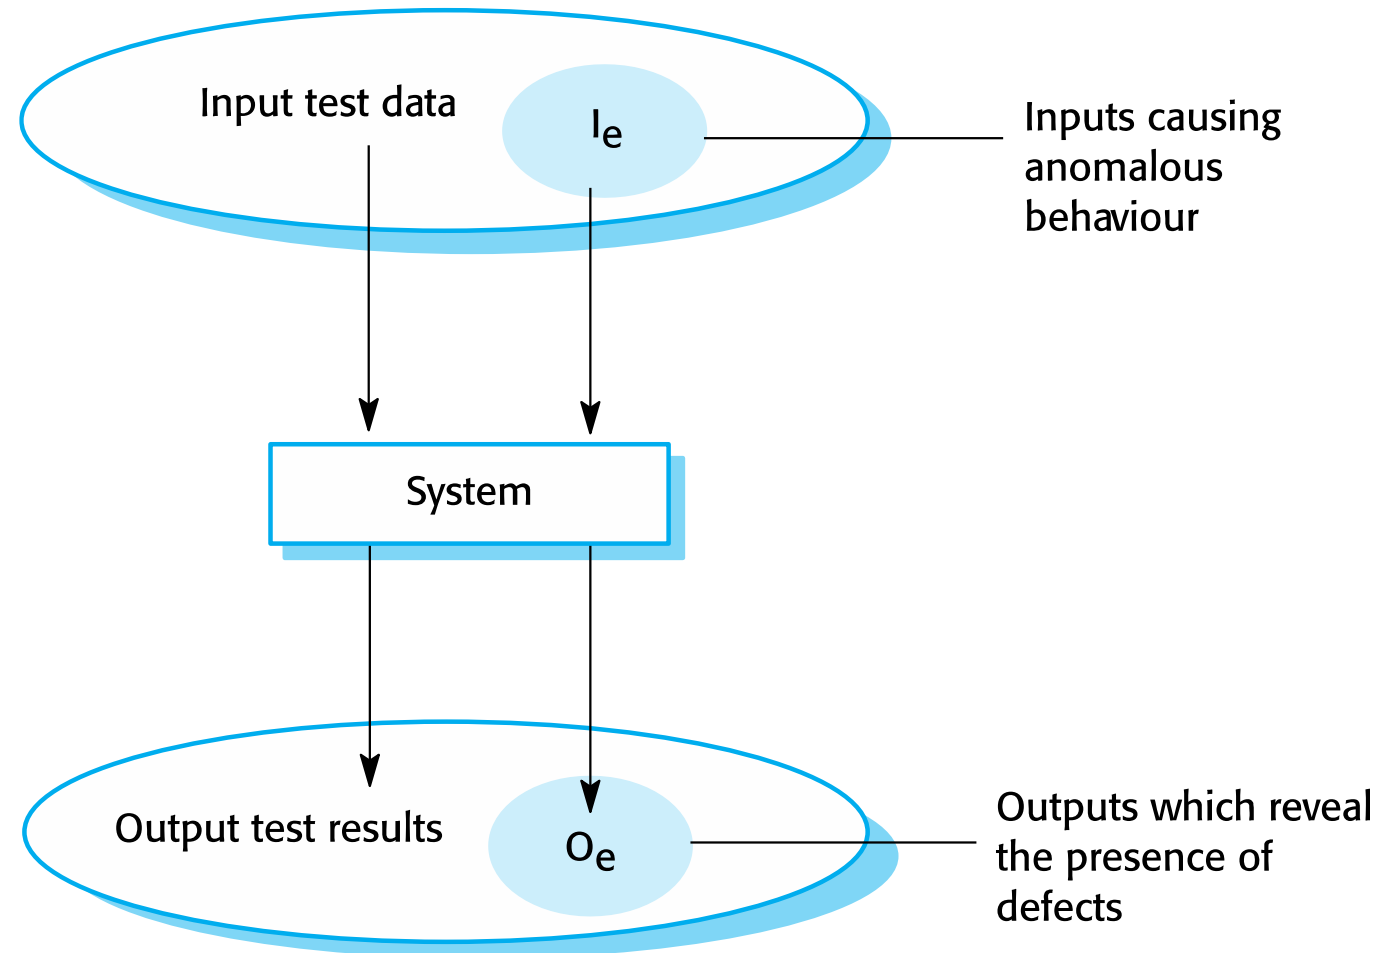 Input test data
Ie
Inputs causing
anomalous
behaviour
System
Output test results
Oe
Outputs which reveal
the presence of
defects